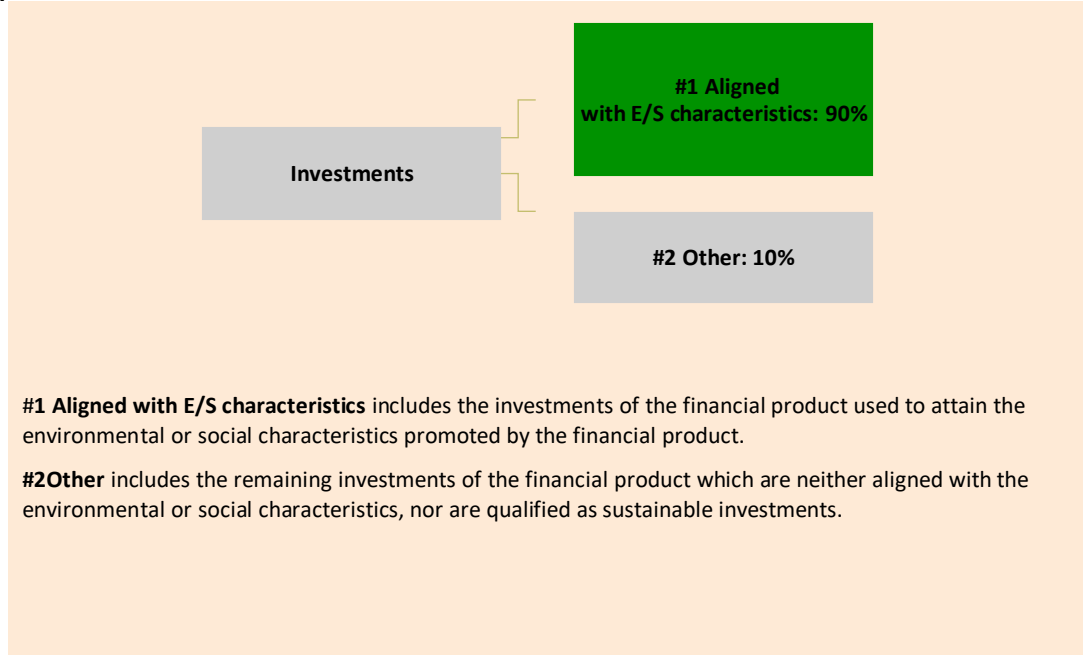 #1 Aligned
with E/S characteristics: 90%
Investments
#2 Other: 10%
#1 Aligned with E/S characteristics includes the investments of the financial product used to attain the
environmental or social characteristics promoted by the financial product.
#2Other includes the remaining investments of the financial product which are neither aligned with the
environmental or social characteristics, nor are qualified as sustainable investments.